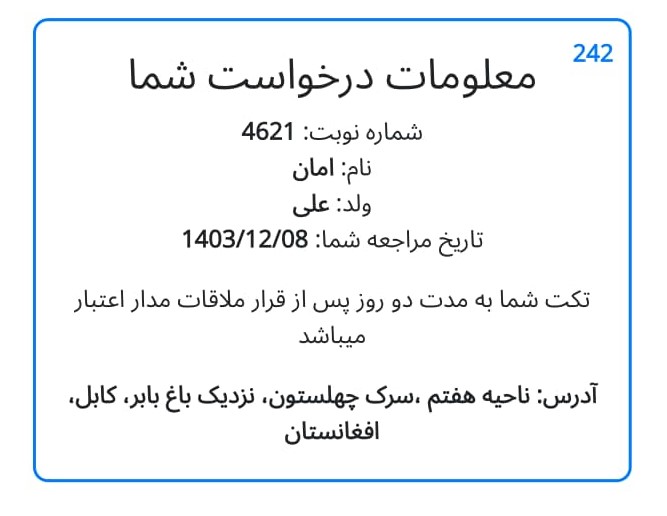 242
معلومات درخواست شما
شماره نوبت: 4621
نام: امان
ولد: علی
تاریخ مراجعه شما: 1403/12/08
تکت شما به مدت دو روز پس از قرار ملاقات مدار اعتبار
میباشد
آدرس: ناحیه هفتم ،سرک چهلستون، نزدیک باغ بابر، کابل،
افغانستان